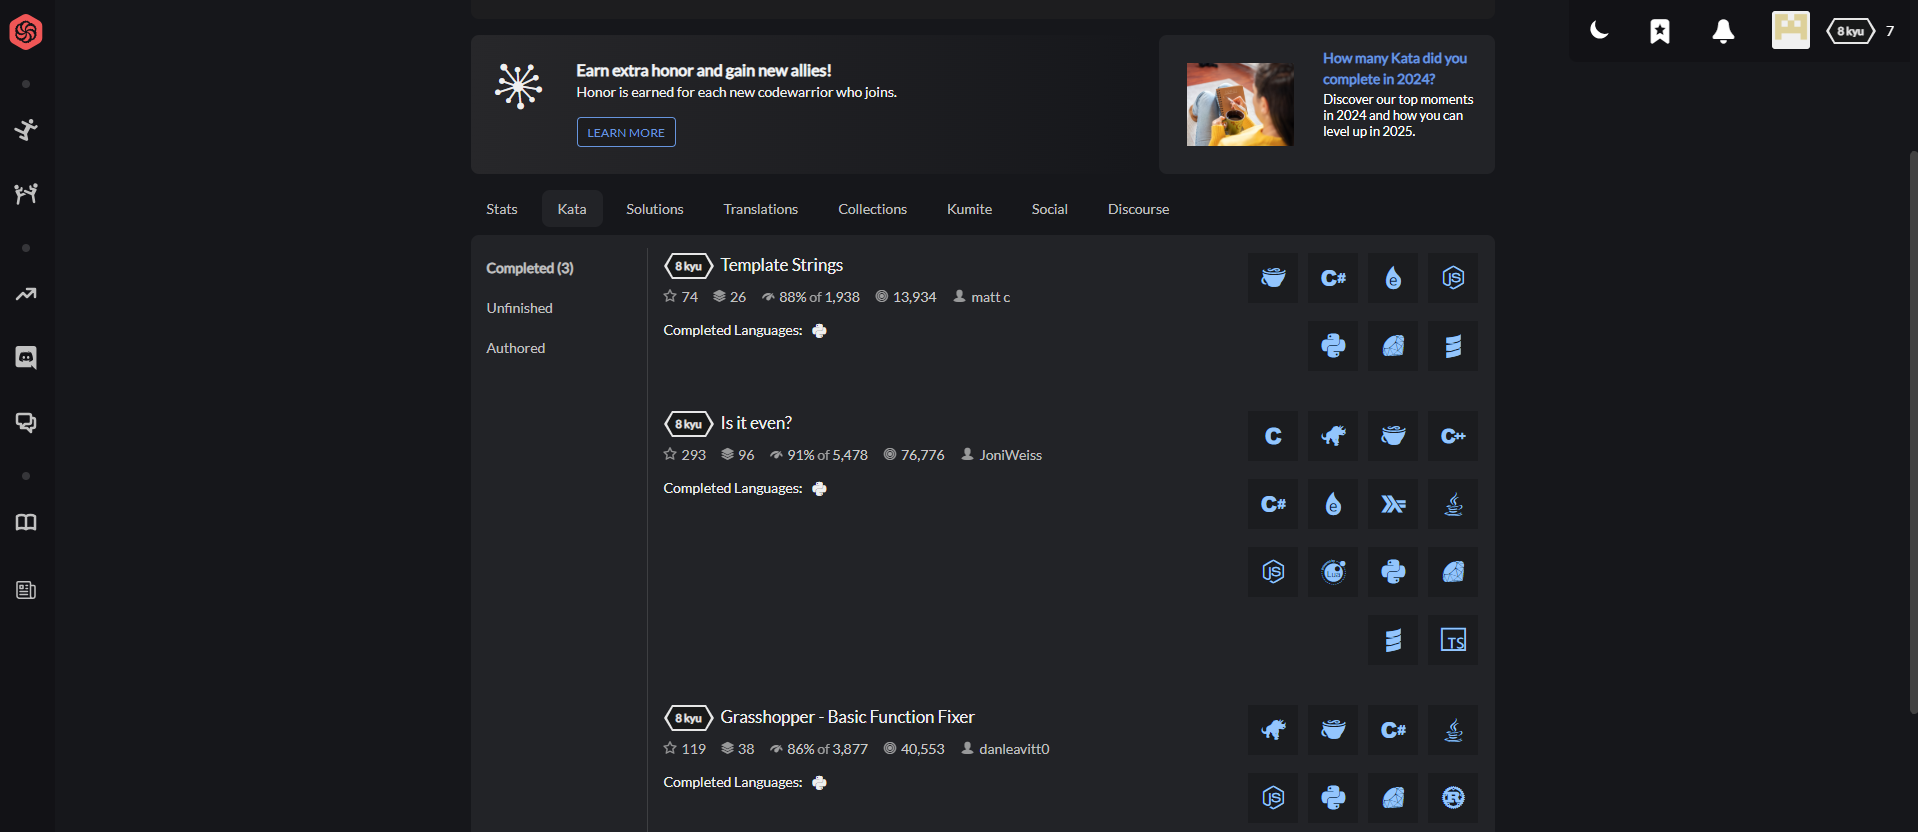 8 kyu 7
Earn extra honor and gain new allies!
Honor is earned for each new codewarrior who joins.
LEARN MORE
How many Kata did you
complete in 2024?
Discover our top moments
in 2024 and how you can
level up in 2025.
Stats Kata Solutions Translations Collections Kumite Social Discourse
Completed (3)
Unfinished
Authored
8 kyu Template Strings
74 26 88% of 1,938 13,934 matt c
Completed Languages:
C# e JS
8 kyu Is it even?
293 96 91% of 5,478 76,776 JoniWeiss
Completed Languages:
C C++
C# e
JS Lua
TS
8 kyu Grasshopper - Basic Function Fixer
119 38 86% of 3,877 40,553 danleavitt0
Completed Languages:
C#
JS R